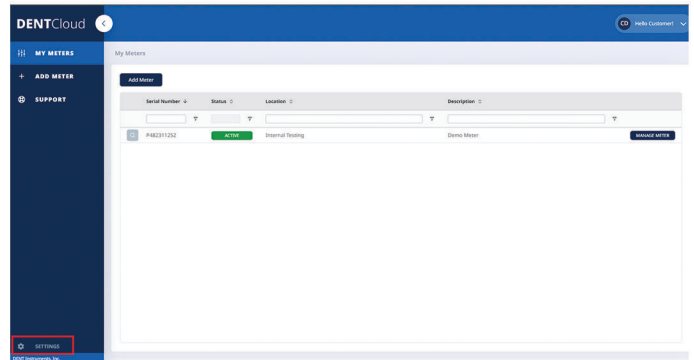 DENTCloud
CD Hello Customer!
MY METERS
My Meters
ADD METER
Add Meter
SUPPORT
Serial Number Status Location Description
P482311252 ACTIVE Internal Testing Demo Meter MANAGE METER
SETTINGS
DENT Instruments, Inc.